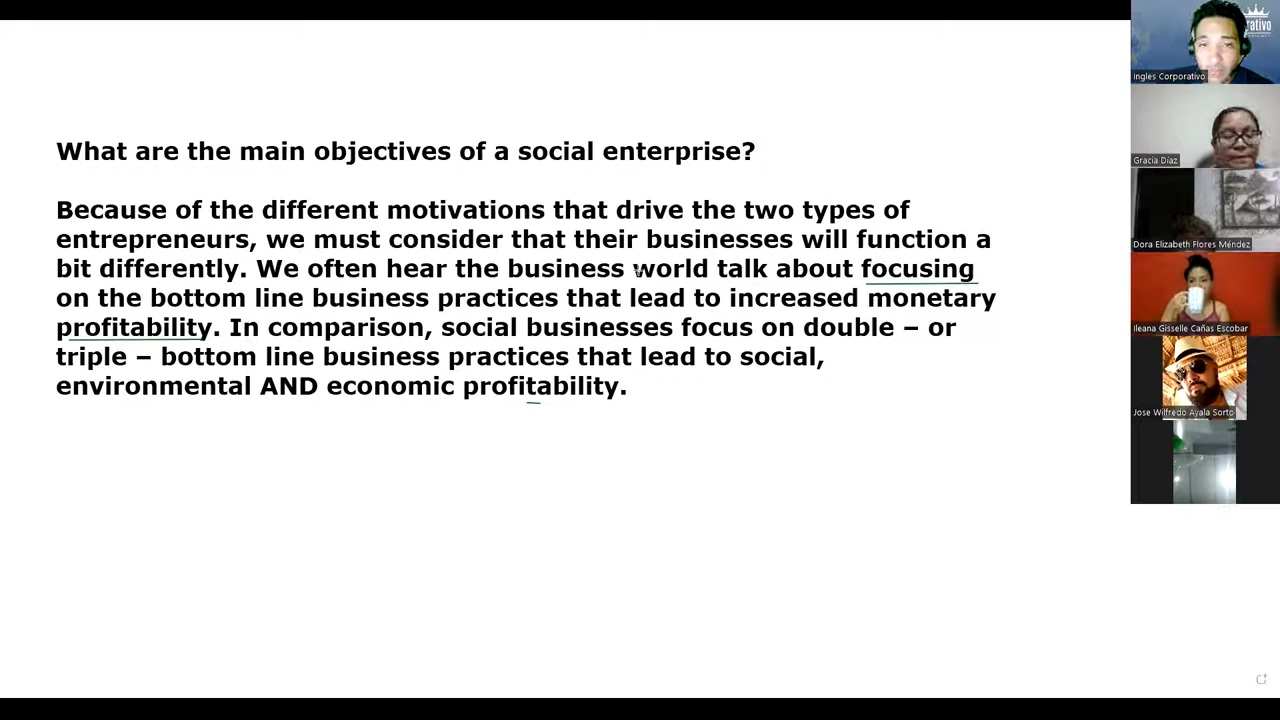 What are the main objectives of a social enterprise?
Because of the different motivations that drive the two types of
entrepreneurs, we must consider that their businesses will function a
bit differently. We often hear the business world talk about focusing
on the bottom line business practices that lead to increased monetary
profitability. In comparison, social businesses focus on double – or
triple – bottom line business practices that lead to social,
environmental AND economic profitability.
rativo
Ingles Corporativo
Gracia Díaz
Dora Elizabeth Flores Méndez
Ileana Gisselle Cañas Escobar
Jose Wilfredo Ayala Sorto